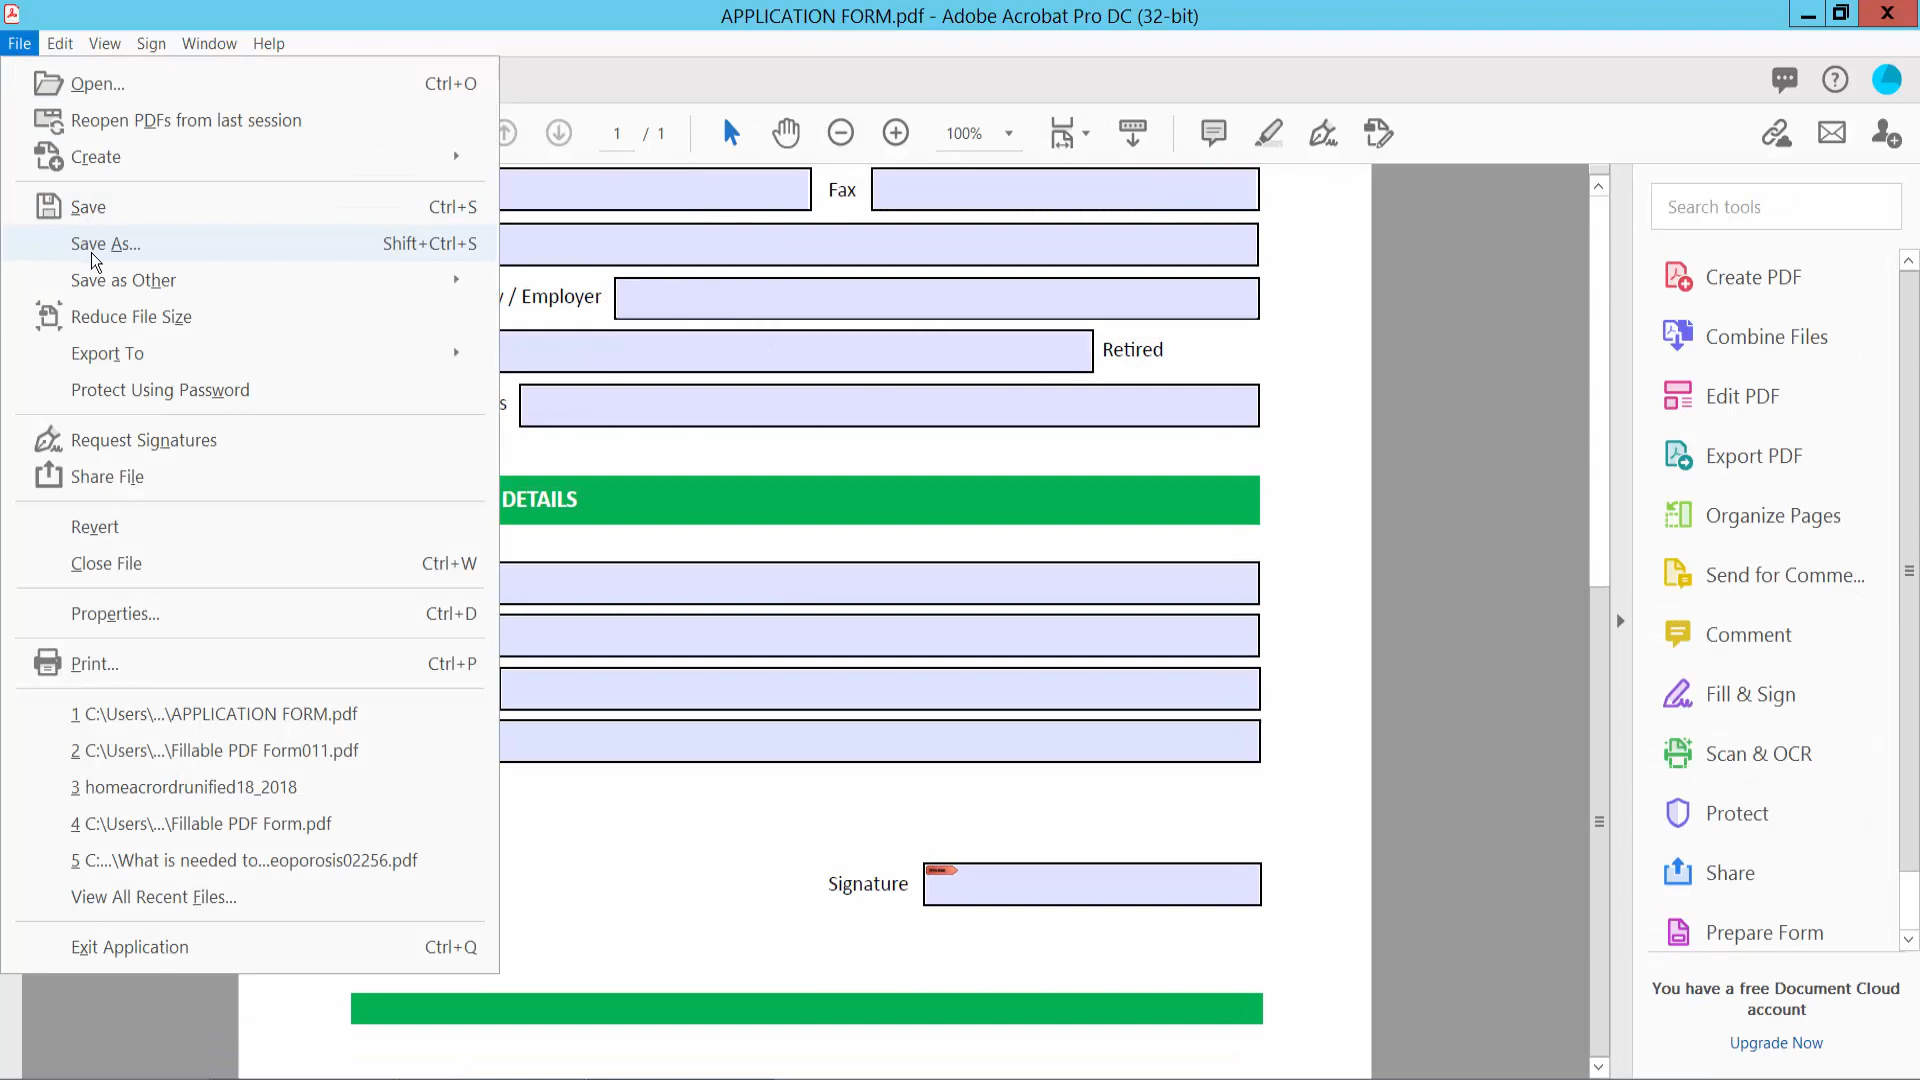 APPLICATION FORM.pdf - Adobe Acrobat Pro DC (32-bit)
File Edit View Sign Window Help
Open... Ctrl+O
Reopen PDFs from last session
Create
Save Ctrl+S
Save As... Shift+Ctrl+S
Save as Other
Reduce File Size
Export To
Protect Using Password
Request Signatures
Share File
Revert
Close File Ctrl+W
Properties... Ctrl+D
Print... Ctrl+P
1 C:\Users\...\APPLICATION FORM.pdf
2 C:\Users\...\Fillable PDF Form011.pdf
3 homeacrordrunified18_2018
4 C:\Users\...\Fillable PDF Form.pdf
5 C:...\What is needed to...eoporosis02256.pdf
View All Recent Files...
Exit Application Ctrl+Q
1 / 1 100%
Fax
/ Employer
Retired
s
DETAILS
Signature
Search tools
Create PDF
Combine Files
Edit PDF
Export PDF
Organize Pages
Send for Comme...
Comment
Fill & Sign
Scan & OCR
Protect
Share
Prepare Form
You have a free Document Cloud
account
Upgrade Now